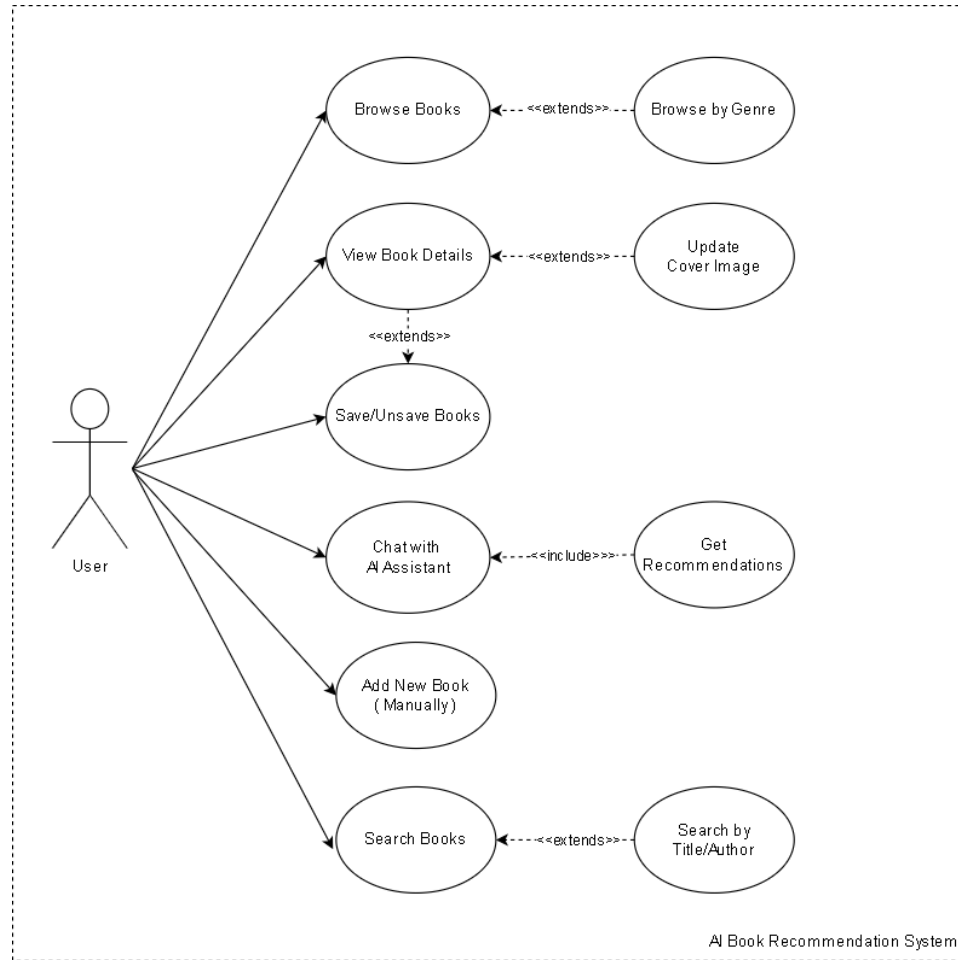 Browse Books
<<extends>>
Browse by Genre
View Book Details
<<extends>>
Update
Cover Image
<<extends>>
Save/Unsave Books
User
Chat with
AI Assistant
<<include>>>
Get
Recommendations
Add New Book
( Manually )
Search Books
<<extends>>
Search by
Title/Author
AI Book Recommendation System